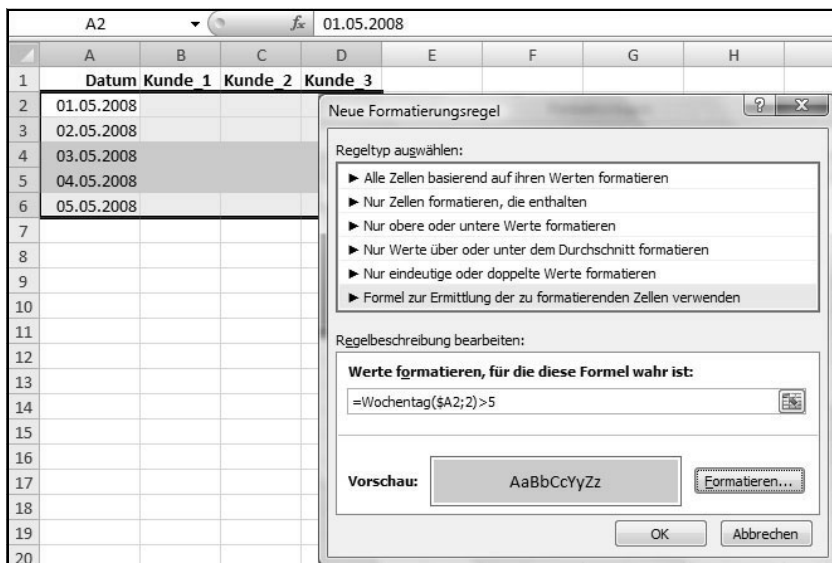 A2 fx 01.05.2008
A B C D E F G H
1 Datum Kunde_1 Kunde_2 Kunde_3
2 01.05.2008
3 02.05.2008
4 03.05.2008
5 04.05.2008
6 05.05.2008
7
8
9
10
11
12
13
14
15
16
17
18
19
20
Neue Formatierungsregel ? X
Regeltyp auswählen:
► Alle Zellen basierend auf ihren Werten formatieren
► Nur Zellen formatieren, die enthalten
► Nur obere oder untere Werte formatieren
► Nur Werte über oder unter dem Durchschnitt formatieren
► Nur eindeutige oder doppelte Werte formatieren
► Formel zur Ermittlung der zu formatierenden Zellen verwenden
Regelbeschreibung bearbeiten:
Werte formatieren, für die diese Formel wahr ist:
=Wochentag($A2;2)>5
Vorschau: AaBbCcYyZz Formatieren...
OK Abbrechen